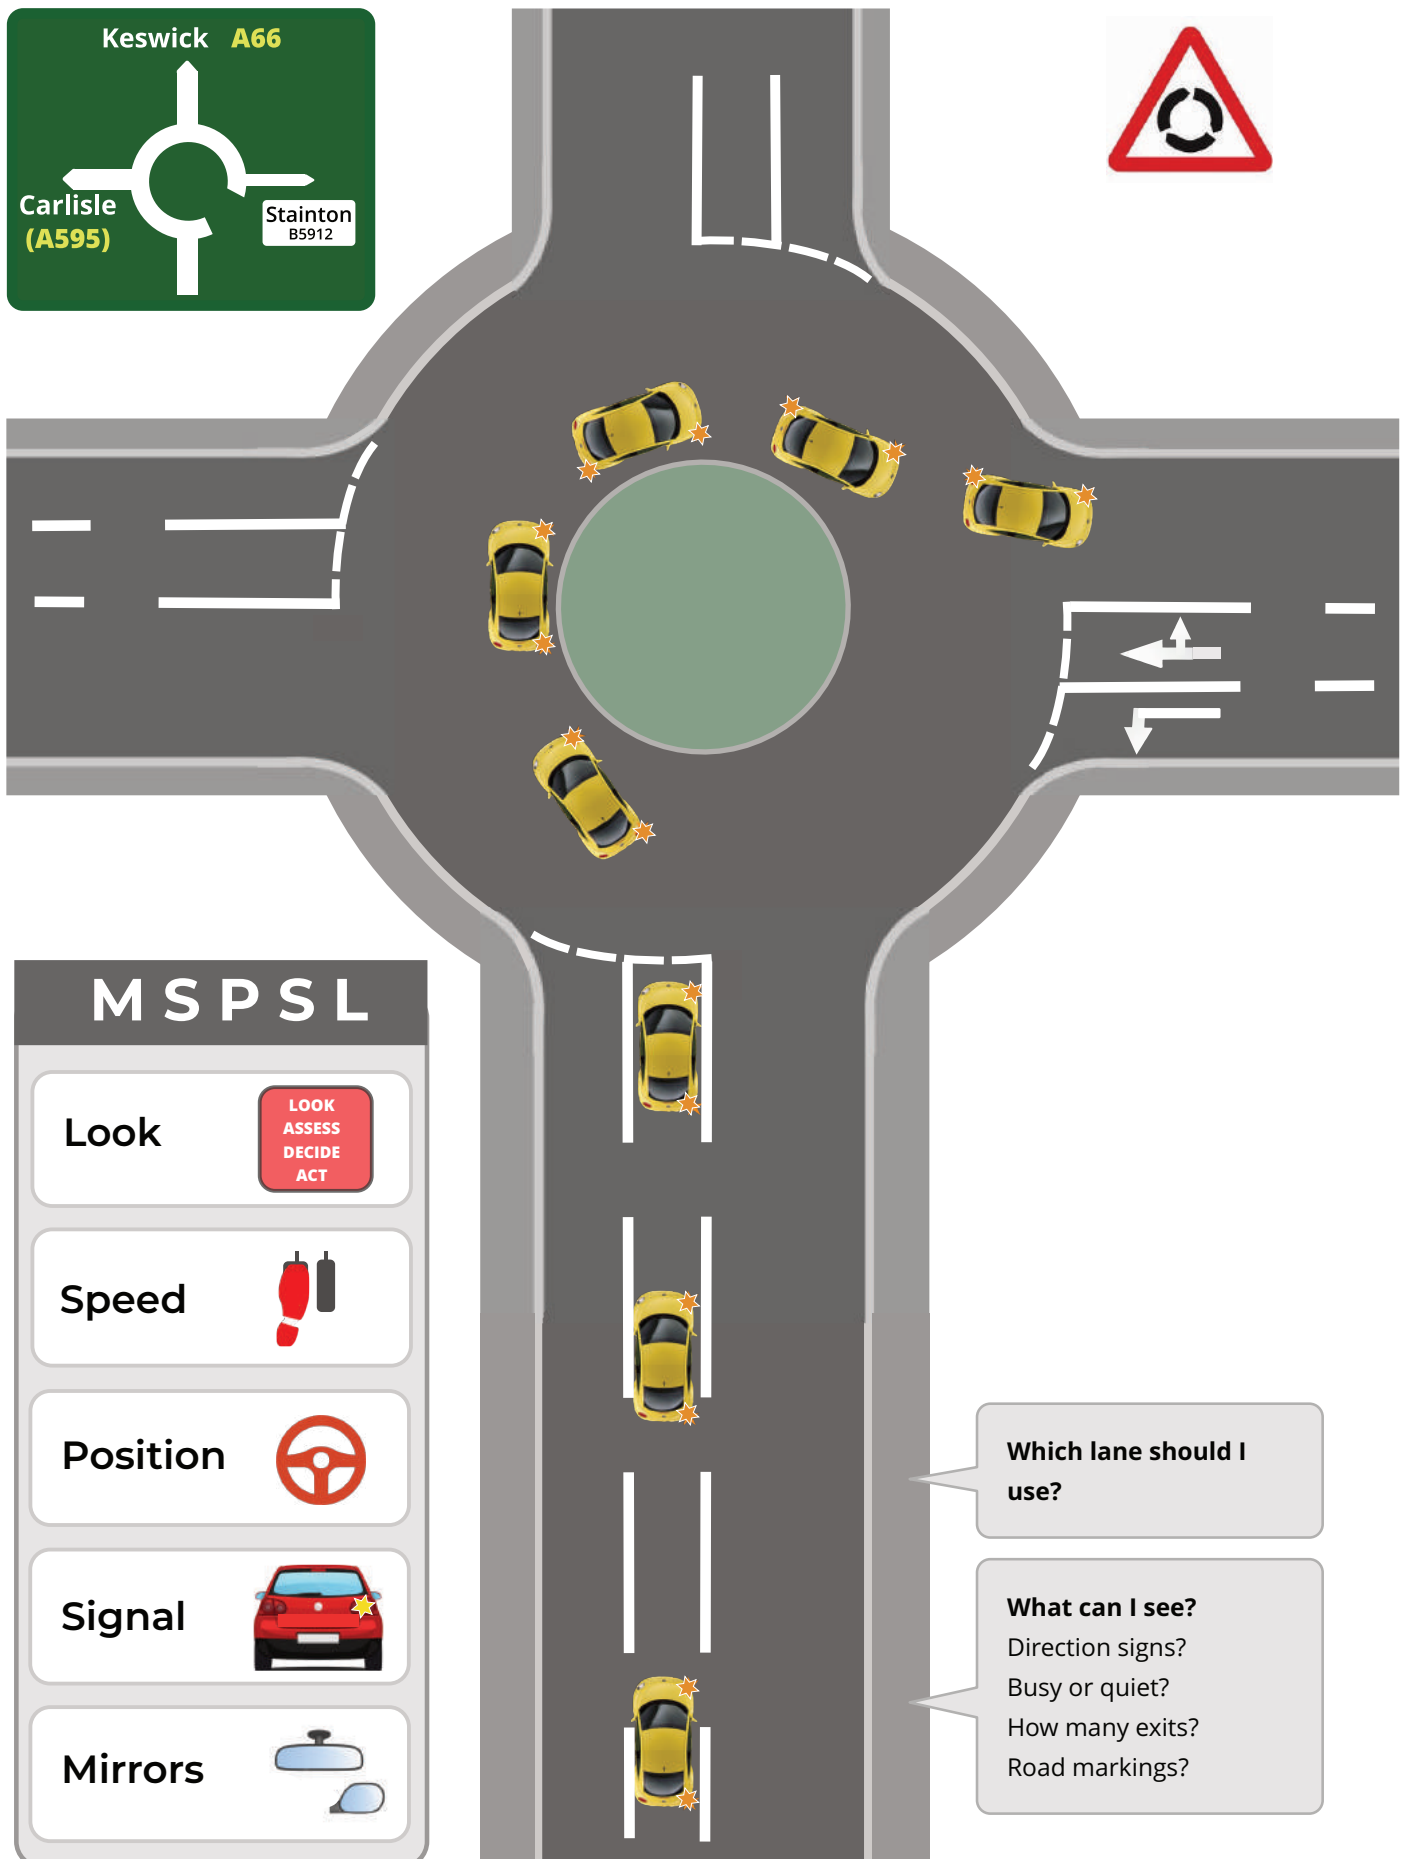 Keswick A66
Carlisle
(A595)
Stainton
B5912
M S P S L
Look
LOOK
ASSESS
DECIDE
ACT
Speed
Position
Signal
Mirrors
Which lane should I
use?
What can I see?
Direction signs?
Busy or quiet?
How many exits?
Road markings?